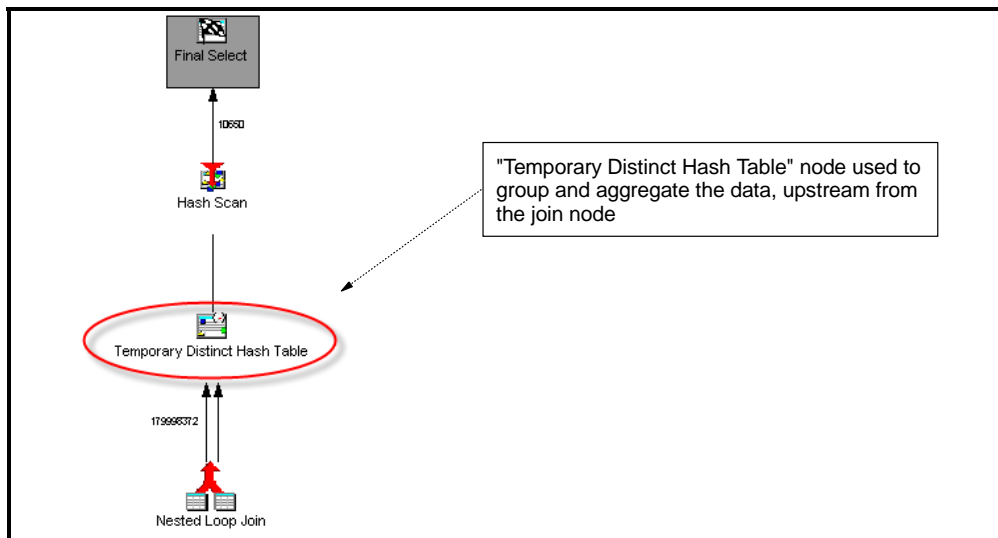 Final Select
10650
Hash Scan
"Temporary Distinct Hash Table" node used to
group and aggregate the data, upstream from
the join node
Temporary Distinct Hash Table
179998372
Nested Loop Join